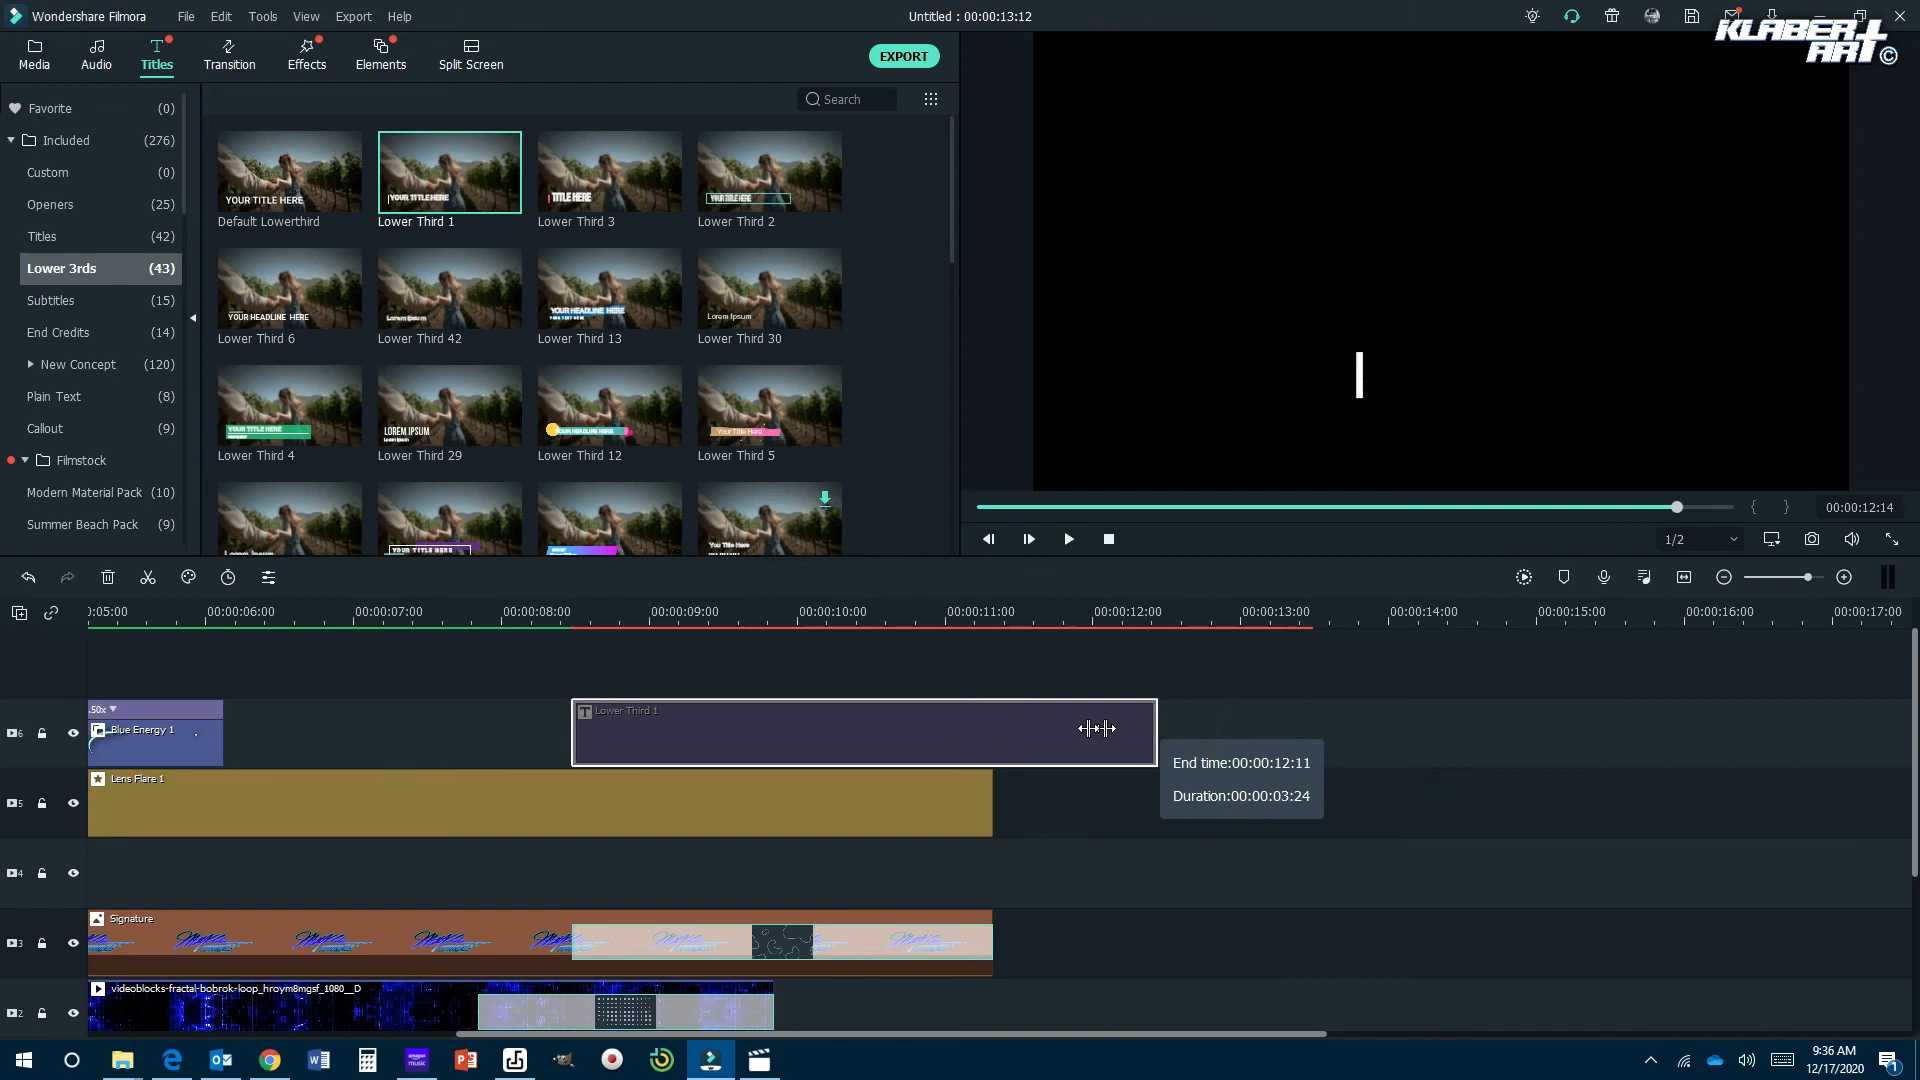 Wondershare Filmora
File
Edit
Tools
View
Export
Help
Untitled : 00:00:13:12
KLABER+
ART©
Media
Audio
Titles
Transition
Effects
Elements
Split Screen
EXPORT
Favorite (0)
Included (276)
Custom (0)
Openers (25)
Titles (42)
Lower 3rds (43)
Subtitles (15)
End Credits (14)
New Concept (120)
Plain Text (8)
Callout (9)
Filmstock
Modern Material Pack (10)
Summer Beach Pack (9)
Search
YOUR TITLE HERE
YOUR TITLE HERE
TITLE HERE
YOUR TITLE HERE
Default Lowerthird
Lower Third 1
Lower Third 3
Lower Third 2
YOUR HEADLINE HERE
Lorem Ipsum
YOUR HEADLINE HERE
Lorem Ipsum
Lower Third 6
Lower Third 42
Lower Third 13
Lower Third 30
YOUR TITLE HERE
LOREM IPSUM
Lorem Ipsum
YOUR HEADLINE HERE
Your Title Here
Lower Third 4
Lower Third 29
Lower Third 12
Lower Third 5
YOUR TITLE HERE
You Title Here
00:00:12:14
1/2
0:05:00
00:00:06:00
00:00:07:00
00:00:08:00
00:00:09:00
00:00:10:00
00:00:11:00
00:00:12:00
00:00:13:00
00:00:14:00
00:00:15:00
00:00:16:00
00:00:17:00
.50x
6
Blue Energy 1
Lower Third 1
End time:00:00:12:11
Duration:00:00:03:24
5
Lens Flare 1
4
3
Signature
2
videoblocks-fractal-bobrok-loop_hroym8mgsf_1080__D
amazon
music
9:36 AM
12/17/2020
1